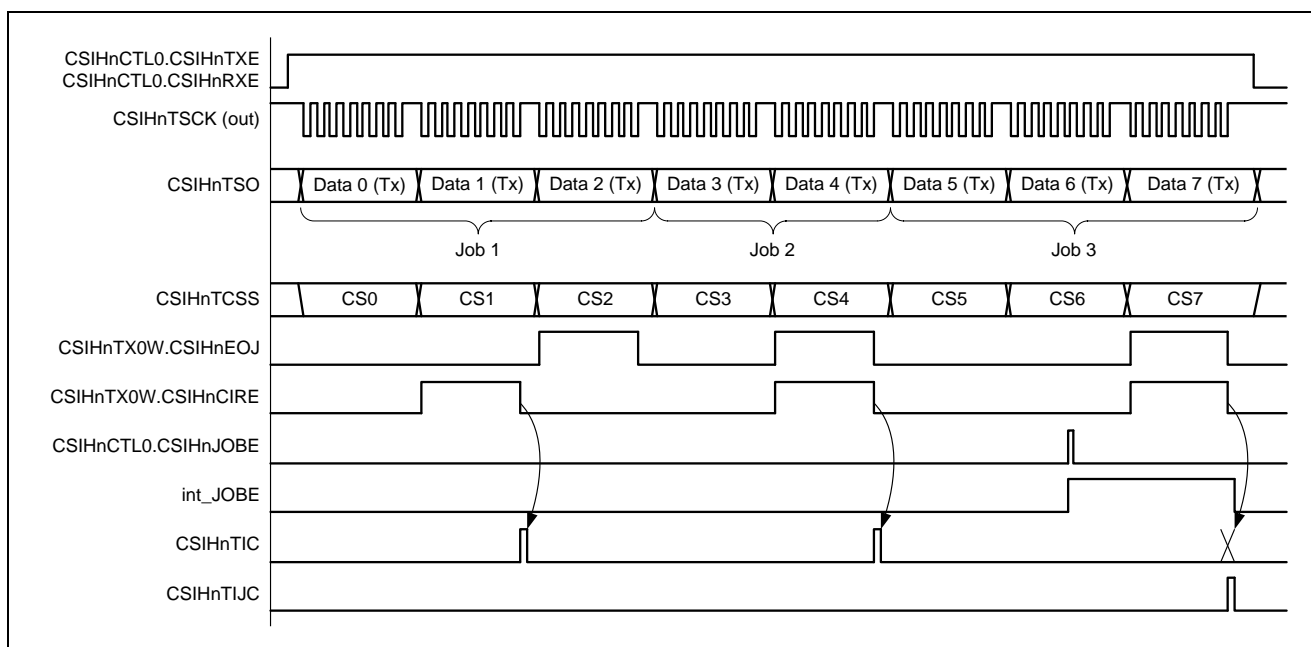 CSIHnCTL0.CSIHnTXE
CSIHnCTL0.CSIHnRXE
CSIHnTSCK (out)
CSIHnTSO
Data 0 (Tx) Data 1 (Tx) Data 2 (Tx) Data 3 (Tx) Data 4 (Tx) Data 5 (Tx) Data 6 (Tx) Data 7 (Tx)
Job 1 Job 2 Job 3
CSIHnTCSS
CS0 CS1 CS2 CS3 CS4 CS5 CS6 CS7
CSIHnTX0W.CSIHnEOJ
CSIHnTX0W.CSIHnCIRE
CSIHnCTL0.CSIHnJOBE
int_JOBE
CSIHnTIC
CSIHnTIJC